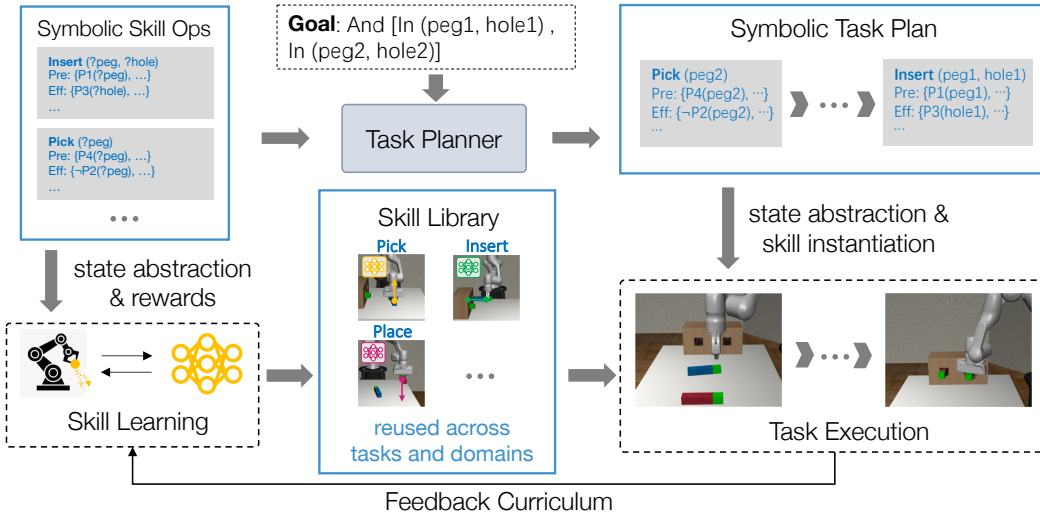 Symbolic Skill Ops
Insert (?peg, ?hole)
Pre: {P1(?peg), …}
Eff: {P3(?hole), …}
…
Pick (?peg)
Pre: {P4(?peg), …}
Eff: {¬P2(?peg), …}
…
Goal: And [In (peg1, hole1) ,
In (peg2, hole2)]
Task Planner
Symbolic Task Plan
Pick (peg2)
Pre: {P4(peg2), …}
Eff: {¬P2(peg2), …}
…
Insert (peg1, hole1)
Pre: {P1(peg1), …}
Eff: {P3(hole1), …}
…
state abstraction
& rewards
Skill Learning
Skill Library
Pick
Insert
Place
reused across
tasks and domains
state abstraction &
skill instantiation
Task Execution
Feedback Curriculum